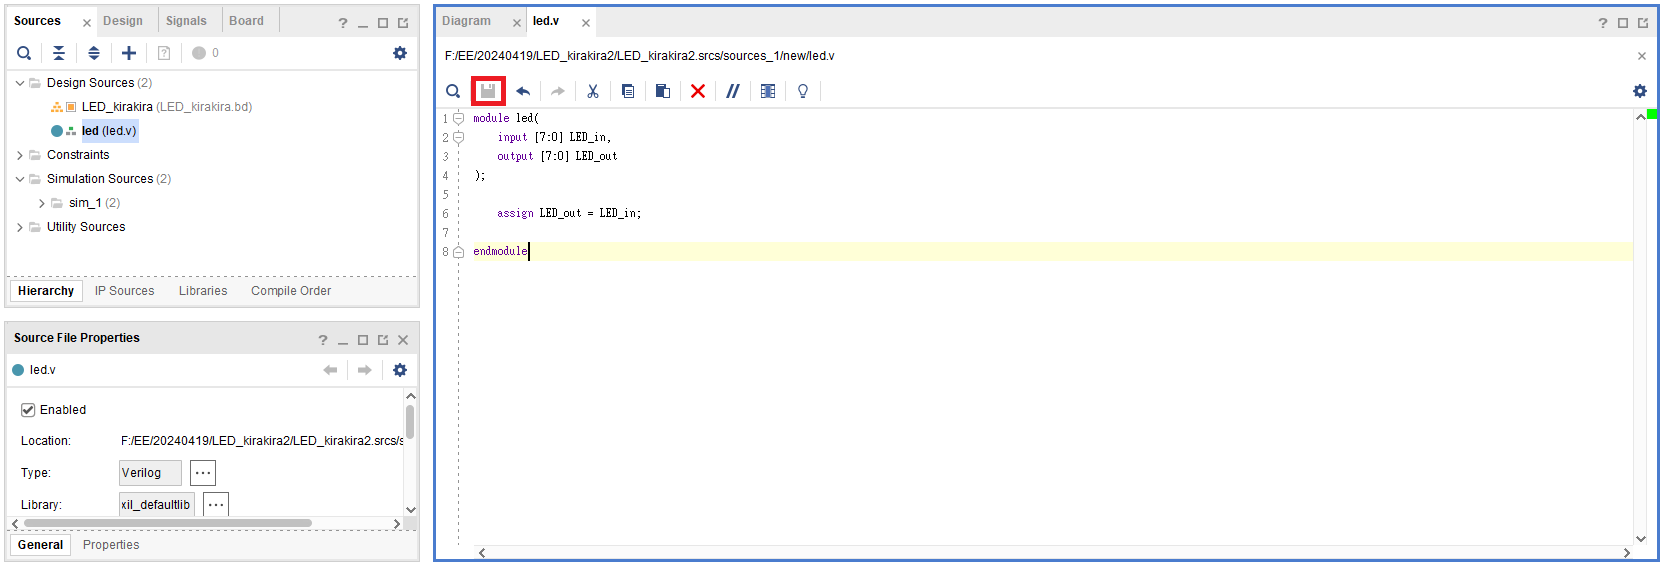 Sources Design Signals Board
0
Design Sources (2)
LED_kirakira (LED_kirakira.bd)
led (led.v)
Constraints
Simulation Sources (2)
sim_1 (2)
Utility Sources
Hierarchy IP Sources Libraries Compile Order
Source File Properties
led.v
Enabled
Location: F:/EE/20240419/LED_kirakira2/LED_kirakira2.srcs/s
Type: Verilog ...
Library: xil_defaultlib ...
General Properties
Diagram led.v
F:/EE/20240419/LED_kirakira2/LED_kirakira2.srcs/sources_1/new/led.v
1 module led(
2 input [7:0] LED_in,
3 output [7:0] LED_out
4 );
5
6 assign LED_out = LED_in;
7
8 endmodule